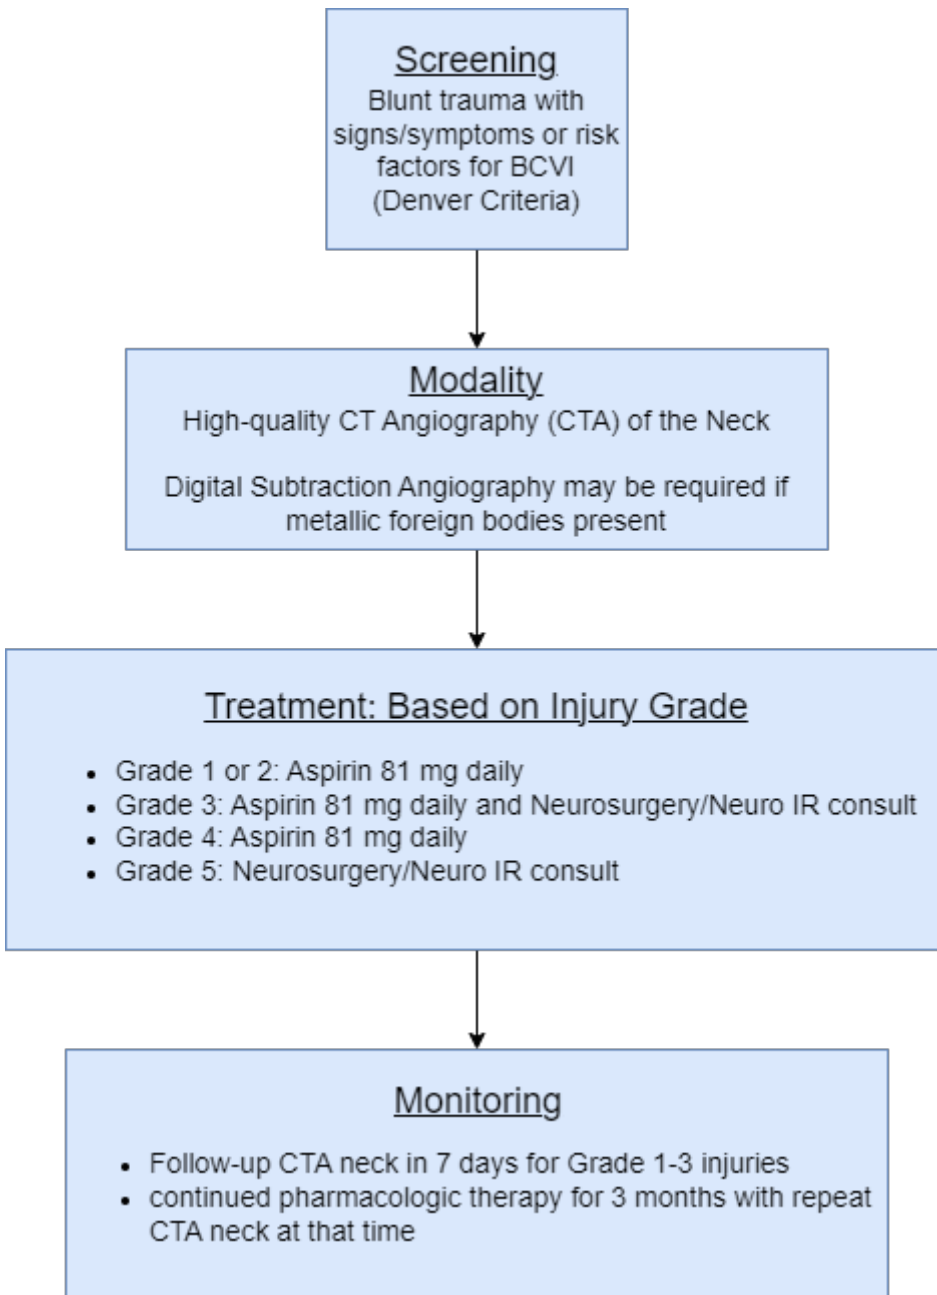 Screening
Blunt trauma with
signs/symptoms or risk
factors for BCVI
(Denver Criteria)
Modality
High-quality CT Angiography (CTA) of the Neck
Digital Subtraction Angiography may be required if
metallic foreign bodies present
Treatment: Based on Injury Grade
• Grade 1 or 2: Aspirin 81 mg daily
• Grade 3: Aspirin 81 mg daily and Neurosurgery/Neuro IR consult
• Grade 4: Aspirin 81 mg daily
• Grade 5: Neurosurgery/Neuro IR consult
Monitoring
• Follow-up CTA neck in 7 days for Grade 1-3 injuries
• continued pharmacologic therapy for 3 months with repeat
CTA neck at that time